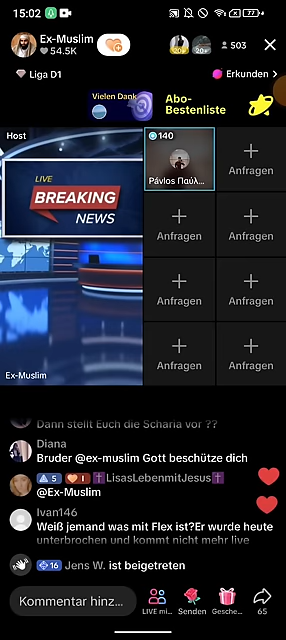 15:02
77
Ex-Muslim
54.5K
20
20+
503
Liga D1
Erkunden >
Vielen Dank
Abo-
Bestenliste
Host
LIVE
BREAKING
NEWS
Ex-Muslim
140
Pávlos Παύλ...
Anfragen
Anfragen
Anfragen
Anfragen
Anfragen
Anfragen
Anfragen
Dann stellt Euch die Scharia vor ??
Diana
Bruder @ex-muslim Gott beschütze dich
5 1 ✝️LisasLebenmitJesus✝️
@Ex-Muslim
Ivan146
Weiß jemand was mit Flex ist?Er wurde heute
unterbrochen und kommt nicht mehr live
16 Jens W. ist beigetreten
Kommentar hinz...
LIVE mi...
Senden
Gesche...
65